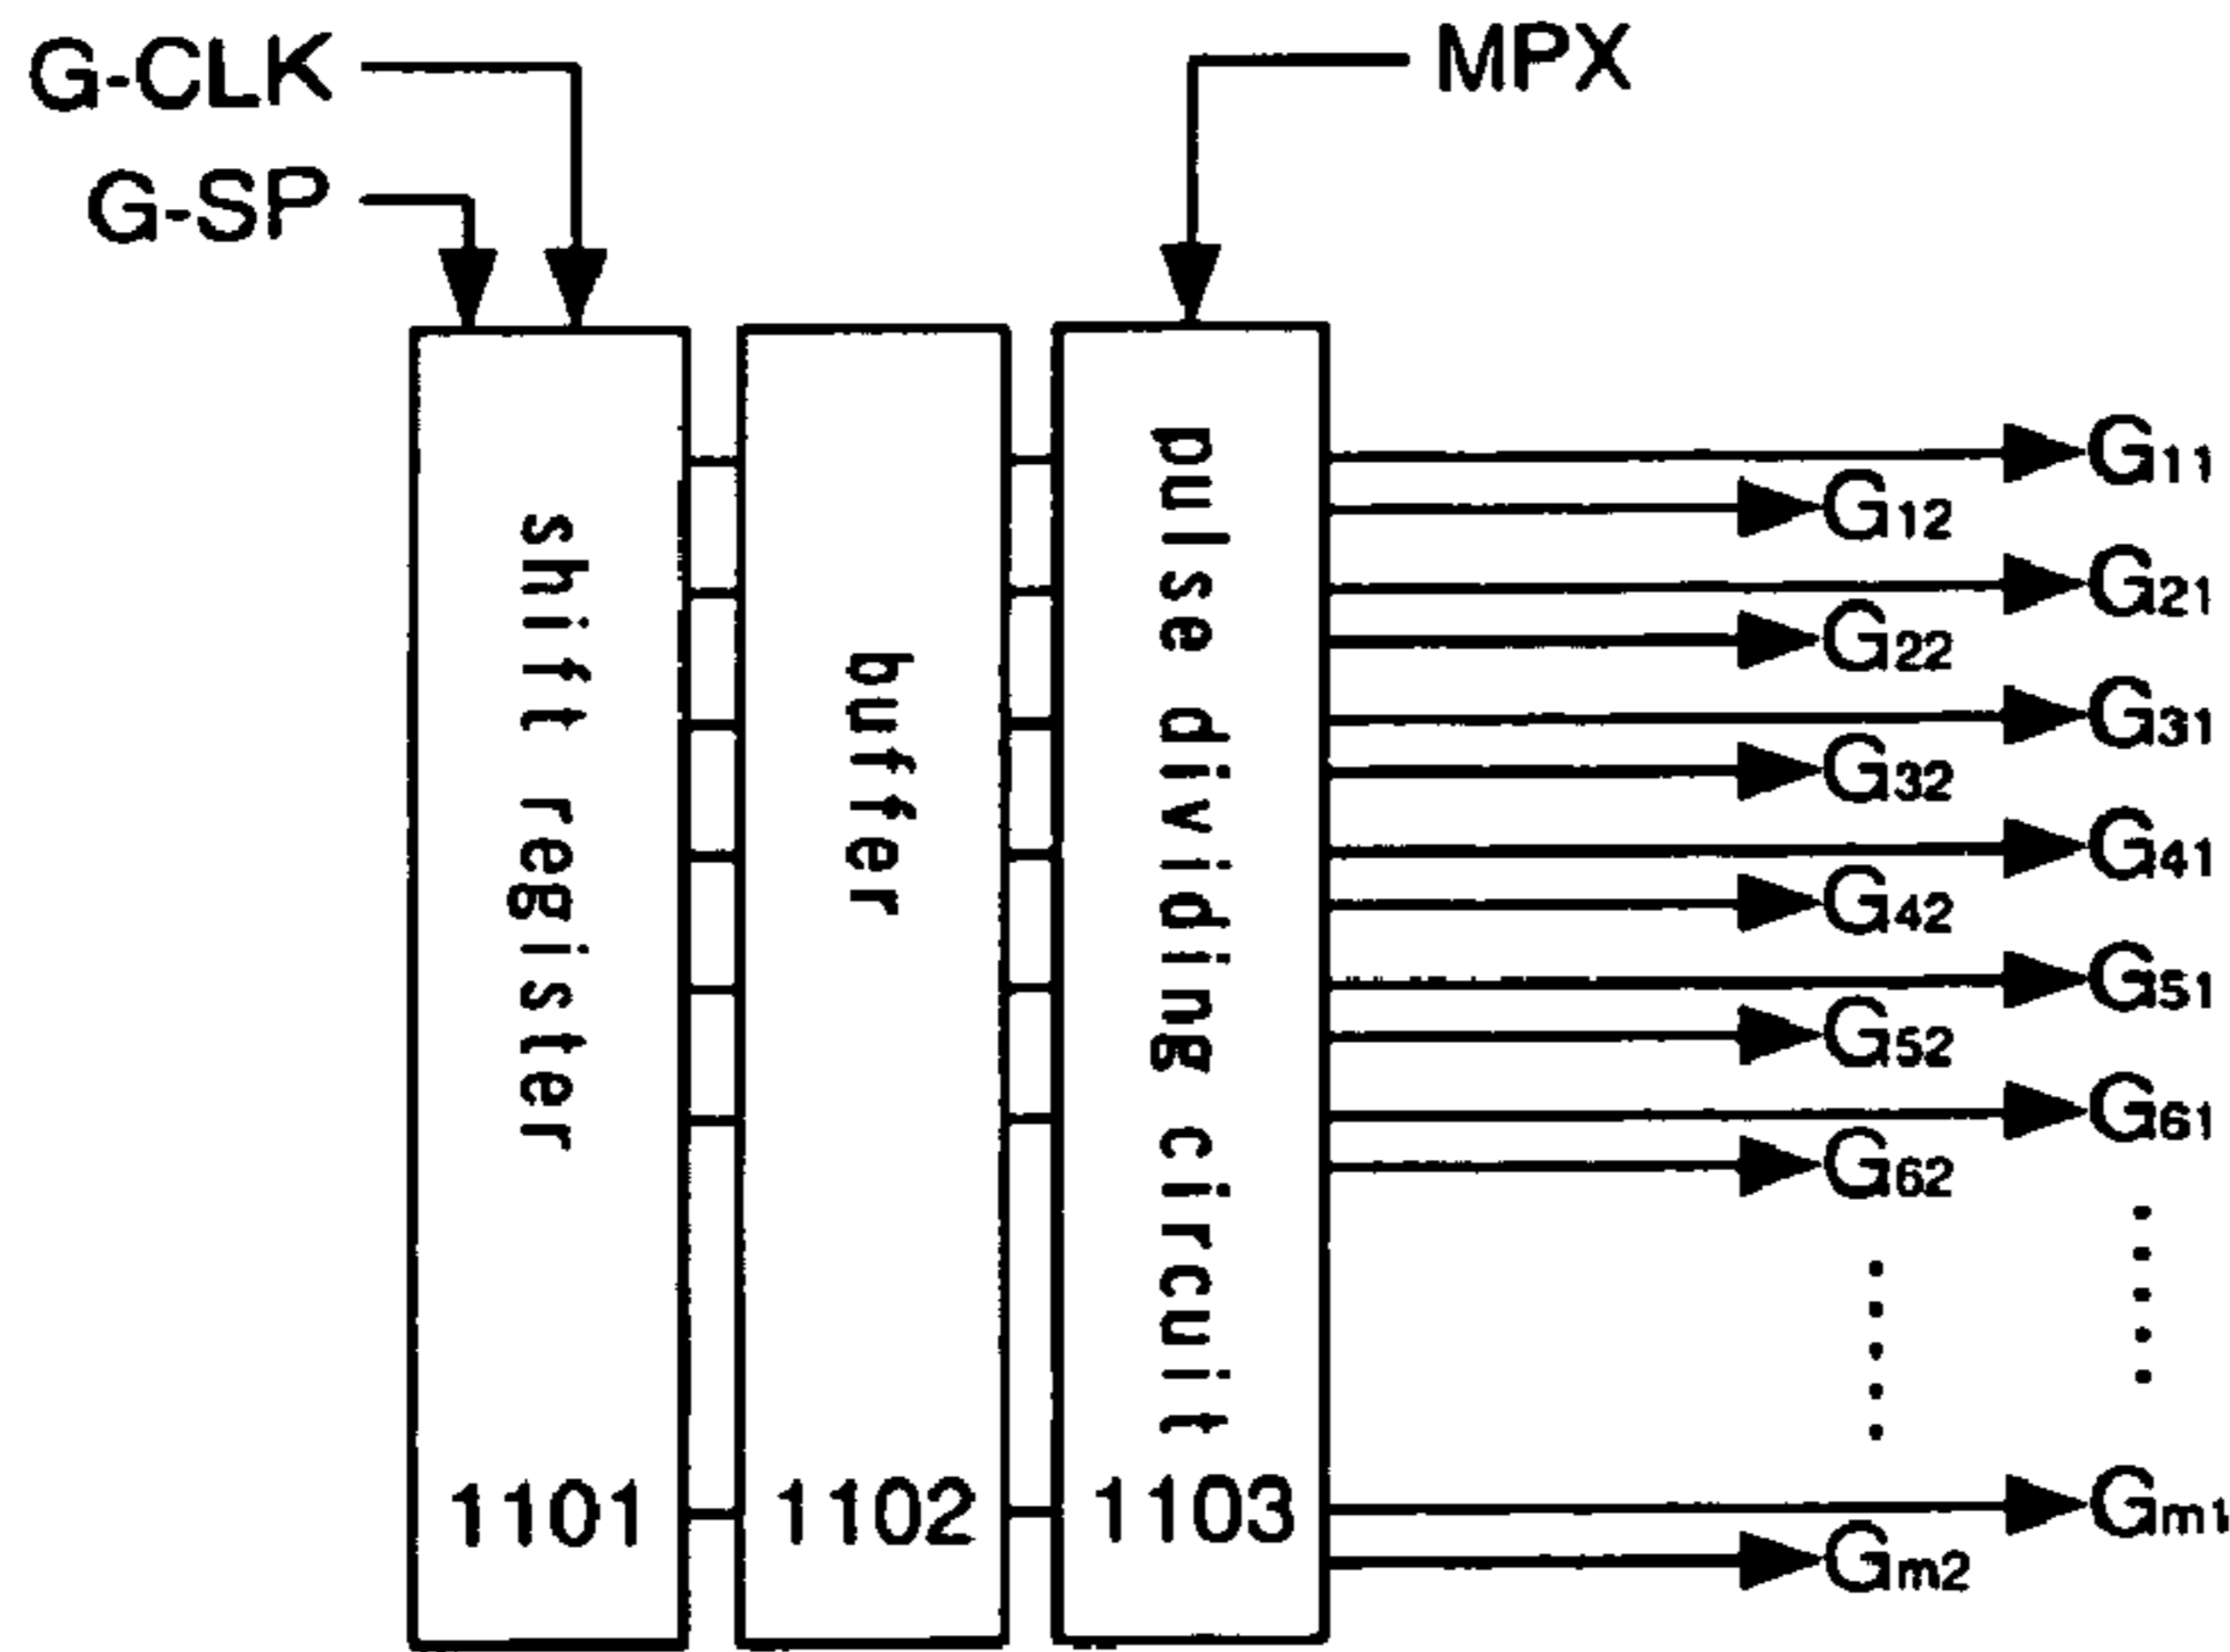 G-CLK
MPX
G-SP
shift register
buffer
pulse dividing circuit
G11
G12
G21
G22
G31
G32
G41
G42
G51
G52
G61
G62
1101
1102
1103
Gm1
Gm2